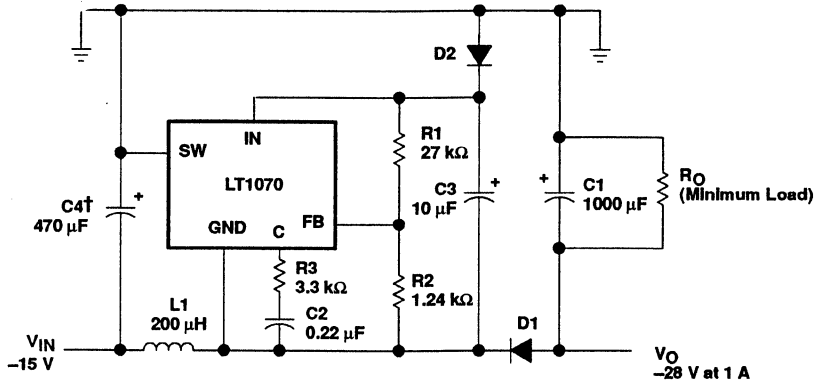 D2
IN
SW
R1
27 kΩ
LT1070
C4†
470 µF
+
GND
C
FB
C3
10 µF
+
+
C1
1000 µF
RO
(Minimum Load)
R3
3.3 kΩ
R2
1.24 kΩ
C2
0.22 µF
L1
200 µH
D1
VIN
–15 V
VO
–28 V at 1 A